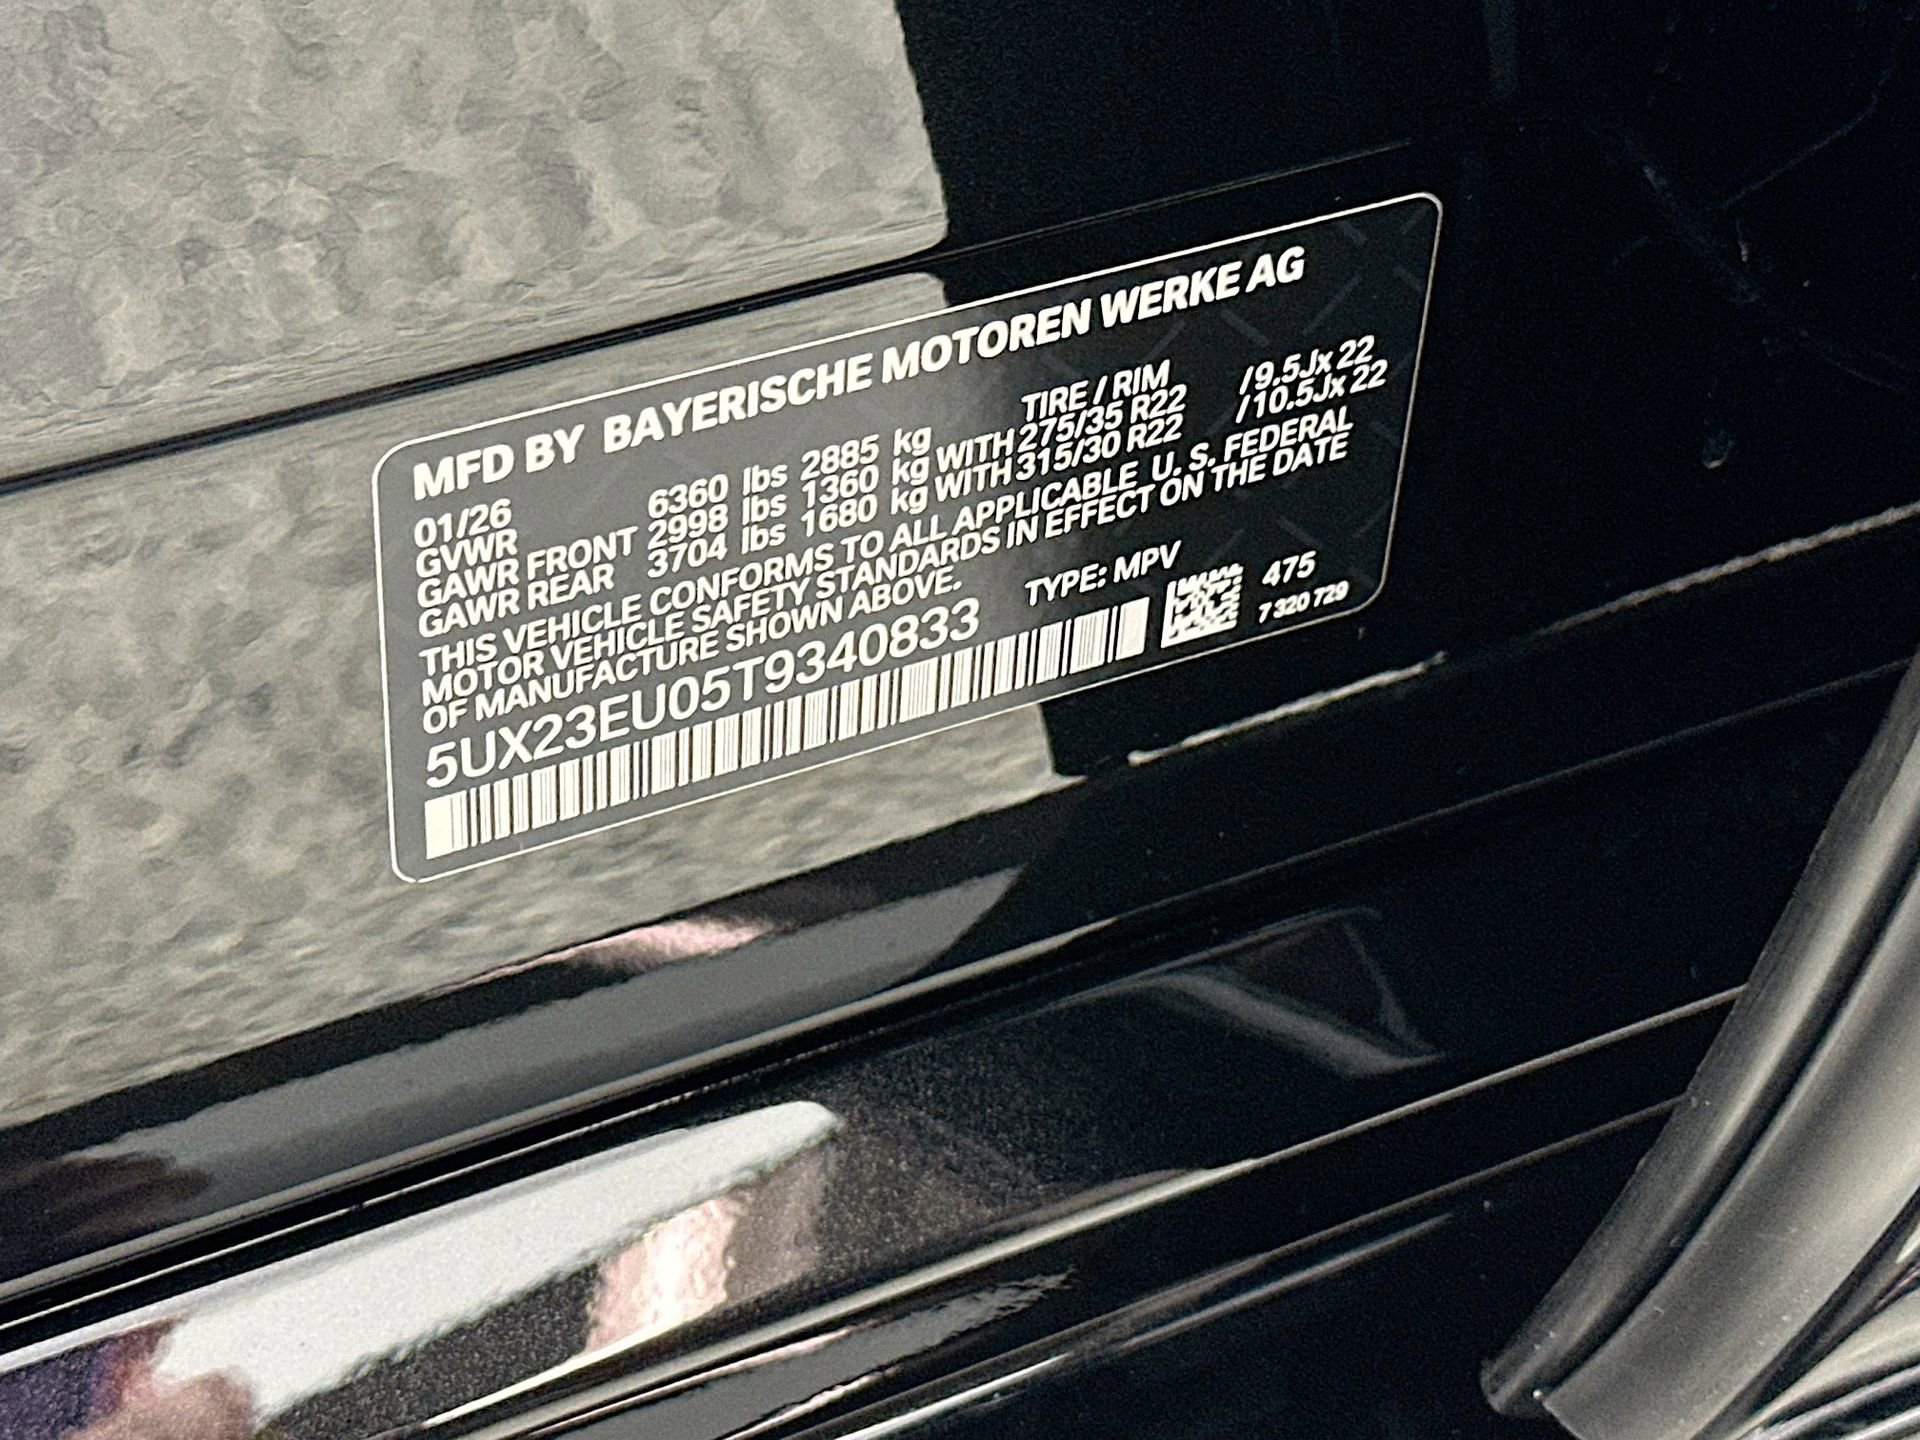 MFD BY BAYERISCHE MOTOREN WERKE AG
01/26 TIRE / RIM
GVWR 6360 lbs 2885 kg
GAWR FRONT 2998 lbs 1360 kg WITH 275/35 R22 /9.5Jx 22
GAWR REAR 3704 lbs 1680 kg WITH 315/30 R22 /10.5Jx 22
THIS VEHICLE CONFORMS TO ALL APPLICABLE U. S. FEDERAL
MOTOR VEHICLE SAFETY STANDARDS IN EFFECT ON THE DATE
OF MANUFACTURE SHOWN ABOVE.
5UX23EU05T9340833 TYPE: MPV
475
7 320 729